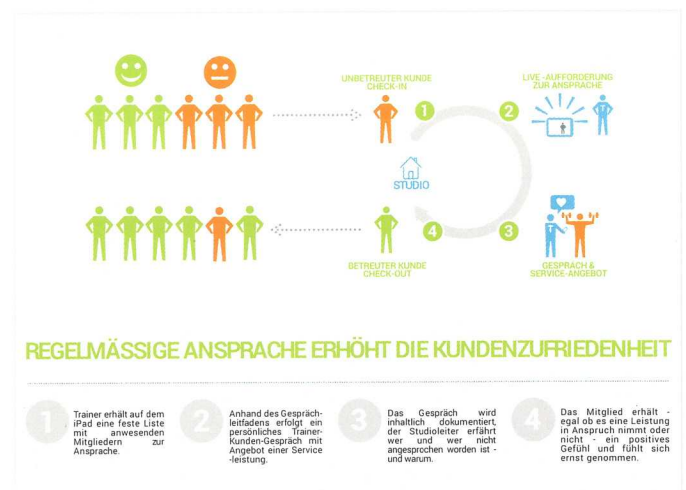 UNBETREUTER KUNDE
CHECK-IN
1
2
LIVE-AUFFORDERUNG
ZUR ANSPRACHE
STUDIO
4
3
BETREUTER KUNDE
CHECK-OUT
GESPRÄCH &
SERVICE-ANGEBOT
REGELMÄSSIGE ANSPRACHE ERHÖHT DIE KUNDENZUFRIEDENHEIT
1
Trainer erhält auf dem
iPad eine feste Liste
mit anwesenden
Mitgliedern zur
Ansprache.
2
Anhand des Gespräch-
leitfadens erfolgt ein
persönliches Trainer-
Kunden-Gespräch mit
Angebot einer Service
-leistung.
3
Das Gespräch wird
inhaltlich dokumentiert,
der Studioleiter erfährt
wer und wer nicht
angesprochen worden ist -
und warum.
4
Das Mitglied erhält -
egal ob es eine Leistung
in Anspruch nimmt oder
nicht - ein positives
Gefühl und fühlt sich
ernst genommen.